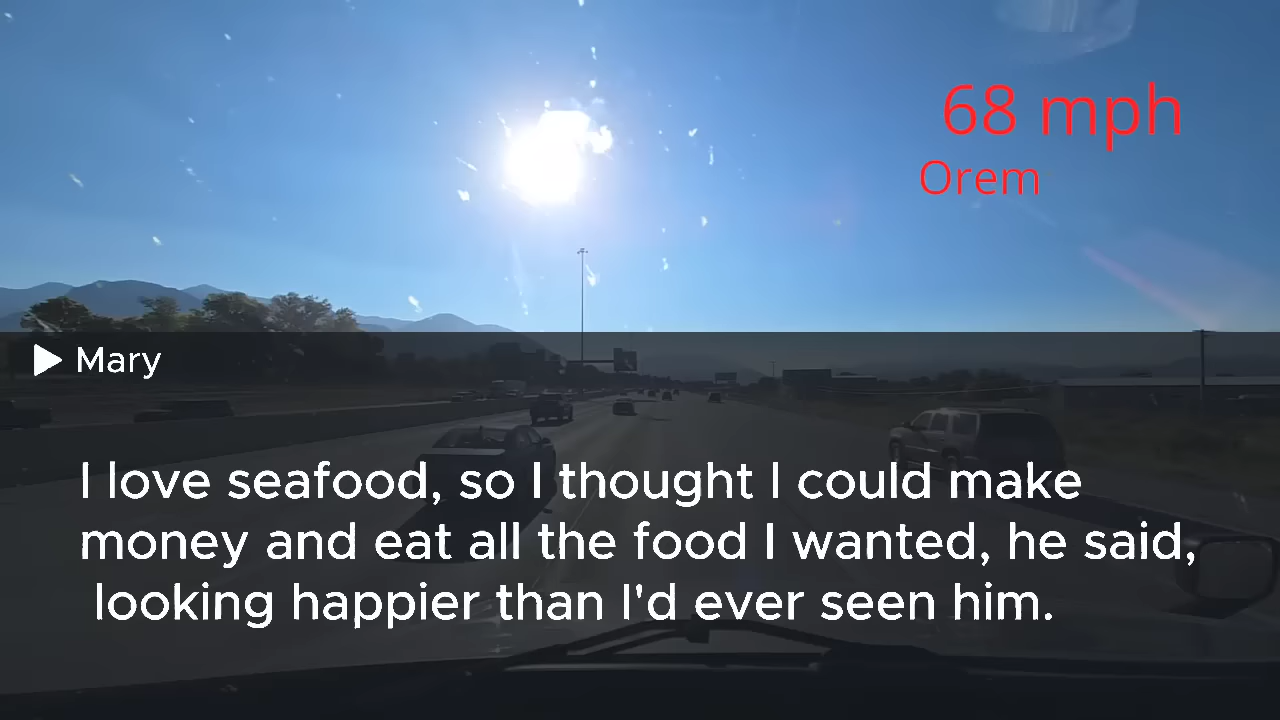 68 mph
Orem
Mary
I love seafood, so I thought I could make
money and eat all the food I wanted, he said,
looking happier than I'd ever seen him.